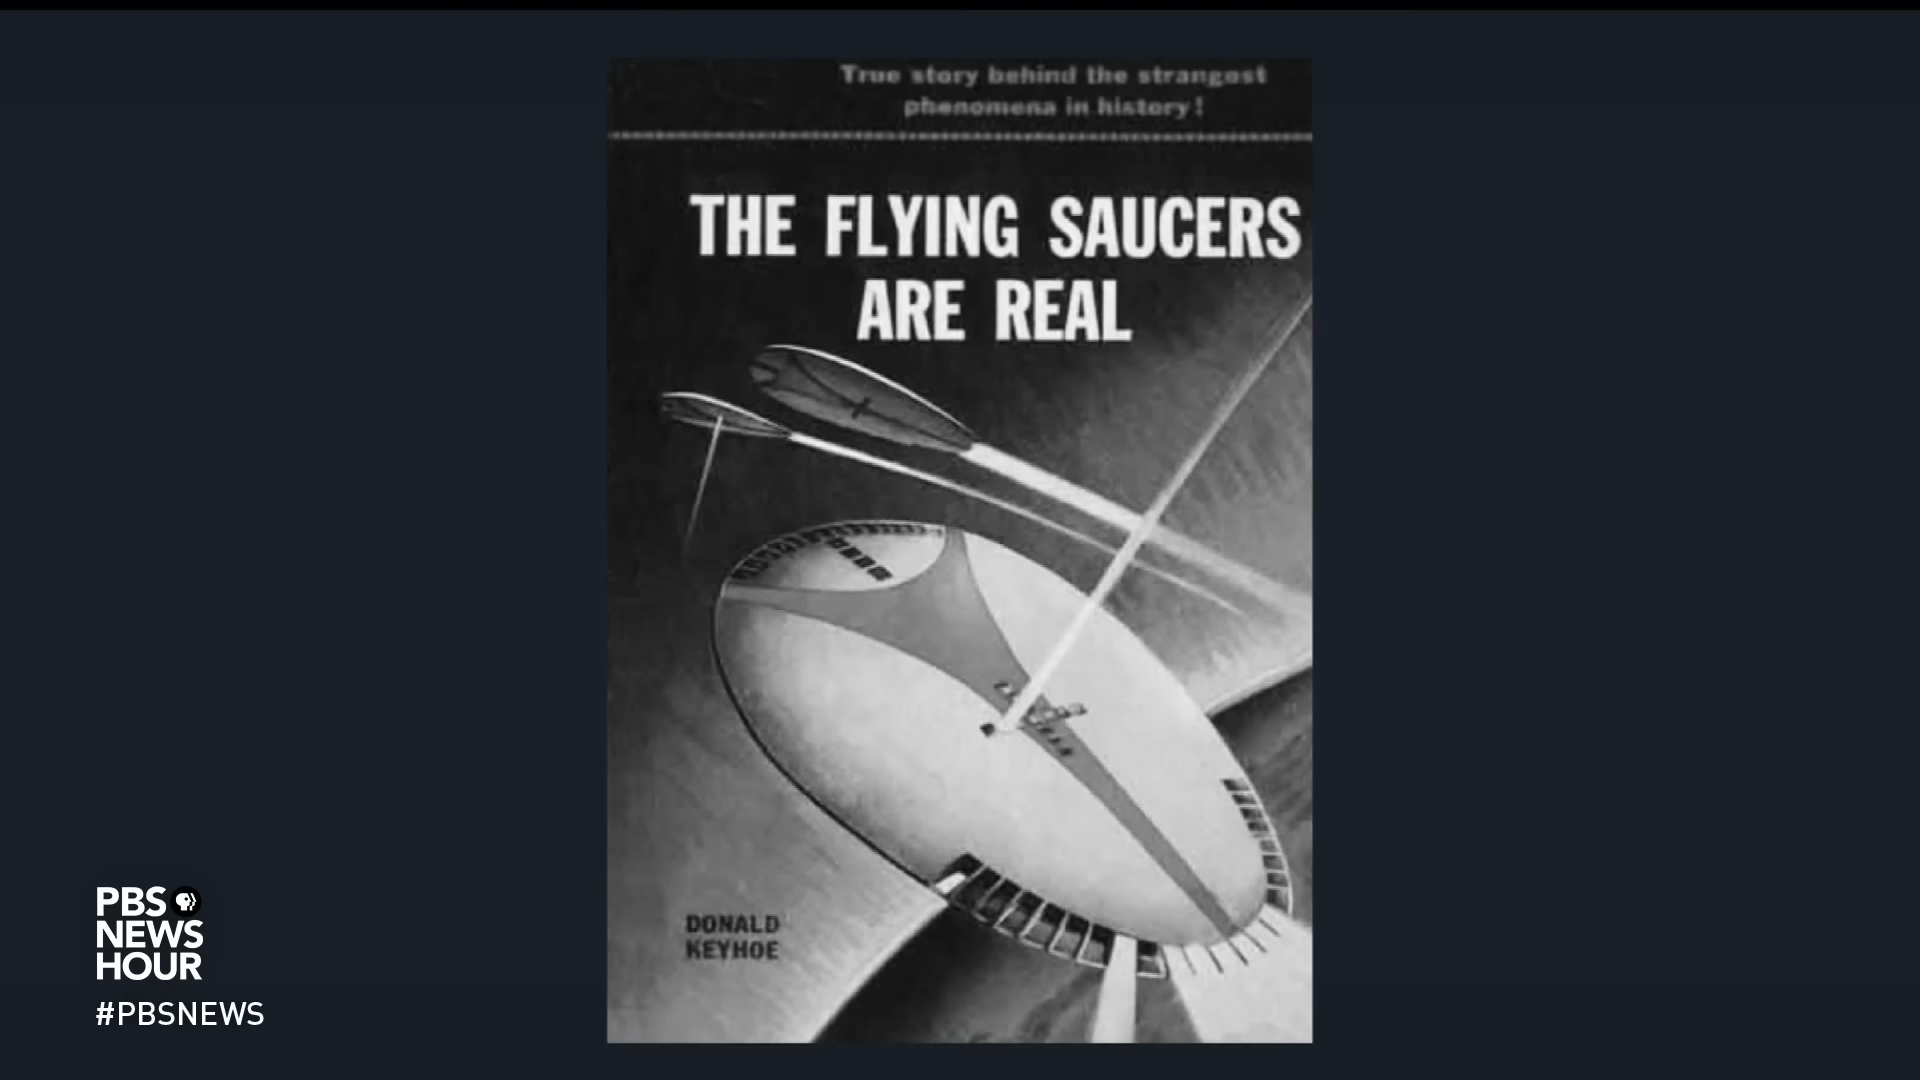 True story behind the strangest
phenomena in history!
THE FLYING SAUCERS
ARE REAL
DONALD
KEYHOE
PBS
NEWS
HOUR
#PBSNEWS